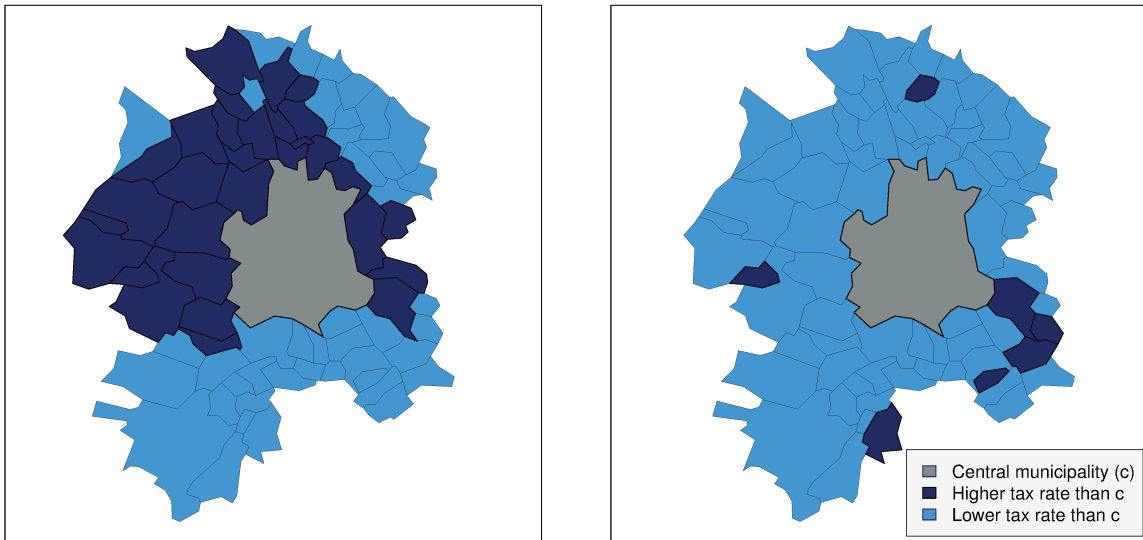 Central municipality (c)
Higher tax rate than c
Lower tax rate than c